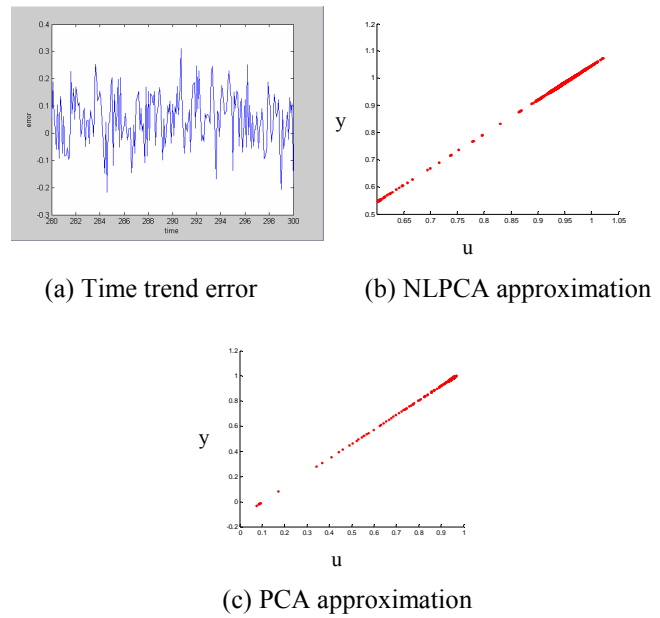 0.4
0.3
0.2
0.1
0
-0.1
-0.2
-0.3
error
280 282 284 286 288 290 292 294 296 298 300
time
(a) Time trend error
1.2
1.1
1
0.9
0.8
0.7
0.6
0.5
y
0.65 0.7 0.75 0.8 0.85 0.9 0.95 1 1.05
u
(b) NLPCA approximation
1.2
1
0.8
0.6
0.4
0.2
0
-0.2
y
0 0.1 0.2 0.3 0.4 0.5 0.6 0.7 0.8 0.9 1
u
(c) PCA approximation